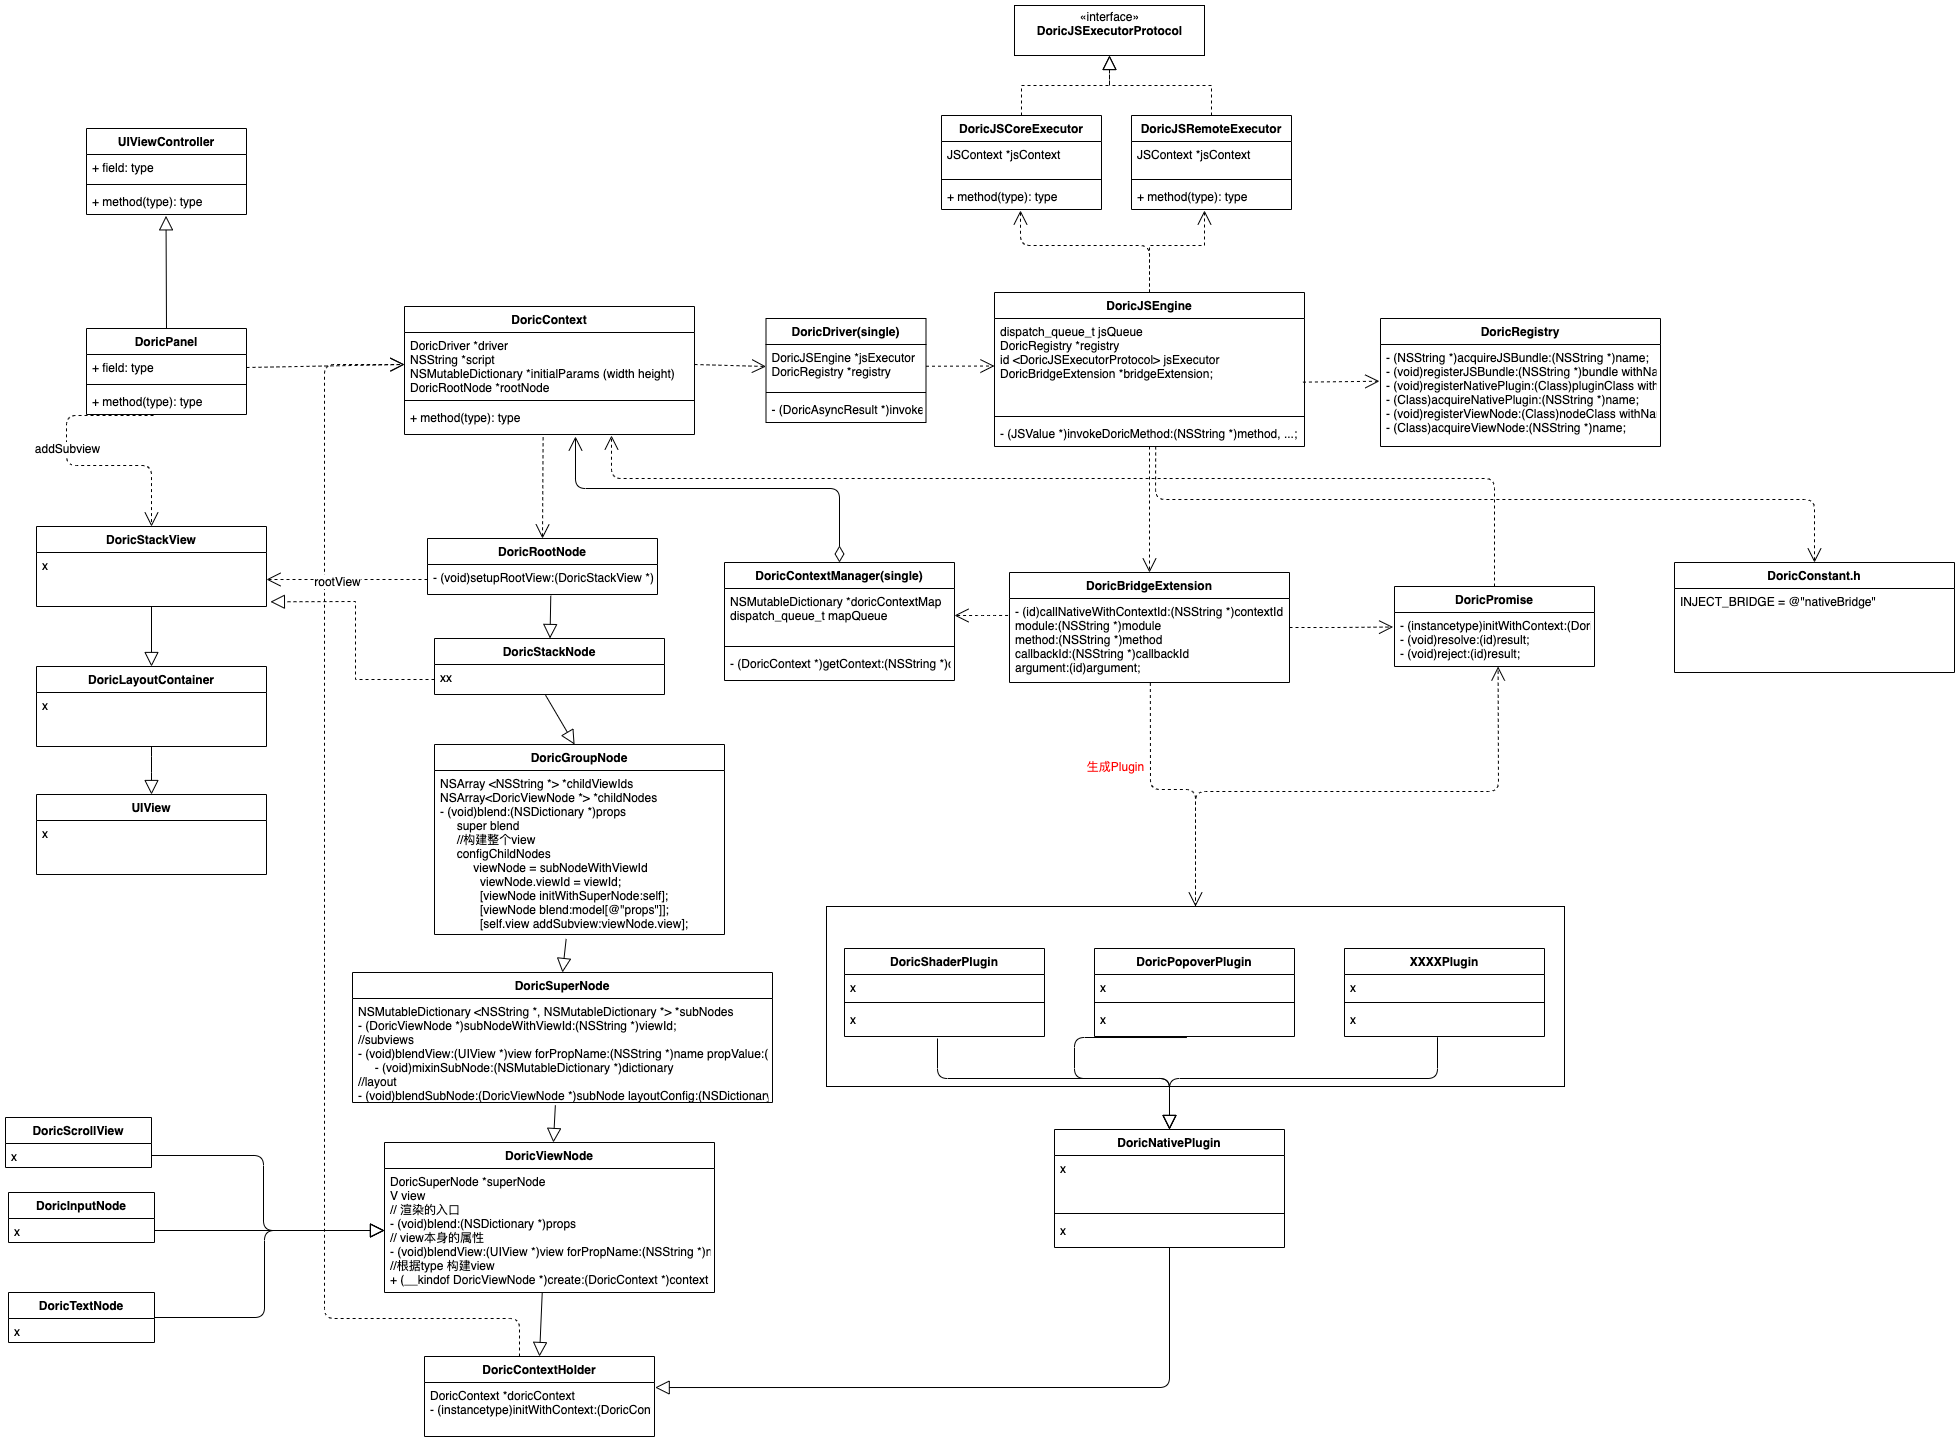 «interface»
DoricJSExecutorProtocol
DoricJSCoreExecutor
JSContext *jsContext
+ method(type): type
DoricJSRemoteExecutor
JSContext *jsContext
+ method(type): type
UIViewController
+ field: type
+ method(type): type
DoricPanel
+ field: type
+ method(type): type
DoricContext
DoricDriver *driver
NSString *script
NSMutableDictionary *initialParams (width height)
DoricRootNode *rootNode
+ method(type): type
DoricDriver(single)
DoricJSEngine *jsExecutor
DoricRegistry *registry
- (DoricAsyncResult *)invoke
DoricJSEngine
dispatch_queue_t jsQueue
DoricRegistry *registry
id <DoricJSExecutorProtocol> jsExecutor
DoricBridgeExtension *bridgeExtension;
- (JSValue *)invokeDoricMethod:(NSString *)method, ...;
DoricRegistry
- (NSString *)acquireJSBundle:(NSString *)name;
- (void)registerJSBundle:(NSString *)bundle withNa
- (void)registerNativePlugin:(Class)pluginClass with
- (Class)acquireNativePlugin:(NSString *)name;
- (void)registerViewNode:(Class)nodeClass withNa
- (Class)acquireViewNode:(NSString *)name;
addSubview
DoricStackView
x
rootView
DoricRootNode
- (void)setupRootView:(DoricStackView *)
DoricContextManager(single)
NSMutableDictionary *doricContextMap
dispatch_queue_t mapQueue
- (DoricContext *)getContext:(NSString *)c
DoricBridgeExtension
- (id)callNativeWithContextId:(NSString *)contextId
module:(NSString *)module
method:(NSString *)method
callbackId:(NSString *)callbackId
argument:(id)argument;
DoricPromise
- (instancetype)initWithContext:(Dor
- (void)resolve:(id)result;
- (void)reject:(id)result;
DoricConstant.h
INJECT_BRIDGE = @"nativeBridge"
DoricStackNode
xx
DoricLayoutContainer
x
UIView
x
DoricGroupNode
NSArray <NSString *> *childViewIds
NSArray<DoricViewNode *> *childNodes
- (void)blend:(NSDictionary *)props
super blend
//构建整个view
configChildNodes
viewNode = subNodeWithViewId
viewNode.viewId = viewId;
[viewNode initWithSuperNode:self];
[viewNode blend:model[@"props"]];
[self.view addSubview:viewNode.view];
生成Plugin
DoricSuperNode
NSMutableDictionary <NSString *, NSMutableDictionary *> *subNodes
- (DoricViewNode *)subNodeWithViewId:(NSString *)viewId;
//subviews
- (void)blendView:(UIView *)view forPropName:(NSString *)name propValue:(
- (void)mixinSubNode:(NSMutableDictionary *)dictionary
//layout
- (void)blendSubNode:(DoricViewNode *)subNode layoutConfig:(NSDictionary
DoricShaderPlugin
x
x
DoricPopoverPlugin
x
x
XXXXPlugin
x
x
DoricScrollView
x
DoricInputNode
x
DoricTextNode
x
DoricViewNode
DoricSuperNode *superNode
V view
// 渲染的入口
- (void)blend:(NSDictionary *)props
// view本身的属性
- (void)blendView:(UIView *)view forPropName:(NSString *)n
//根据type 构建view
+ (__kindof DoricViewNode *)create:(DoricContext *)context
DoricNativePlugin
x
x
DoricContextHolder
DoricContext *doricContext
- (instancetype)initWithContext:(DoricCon